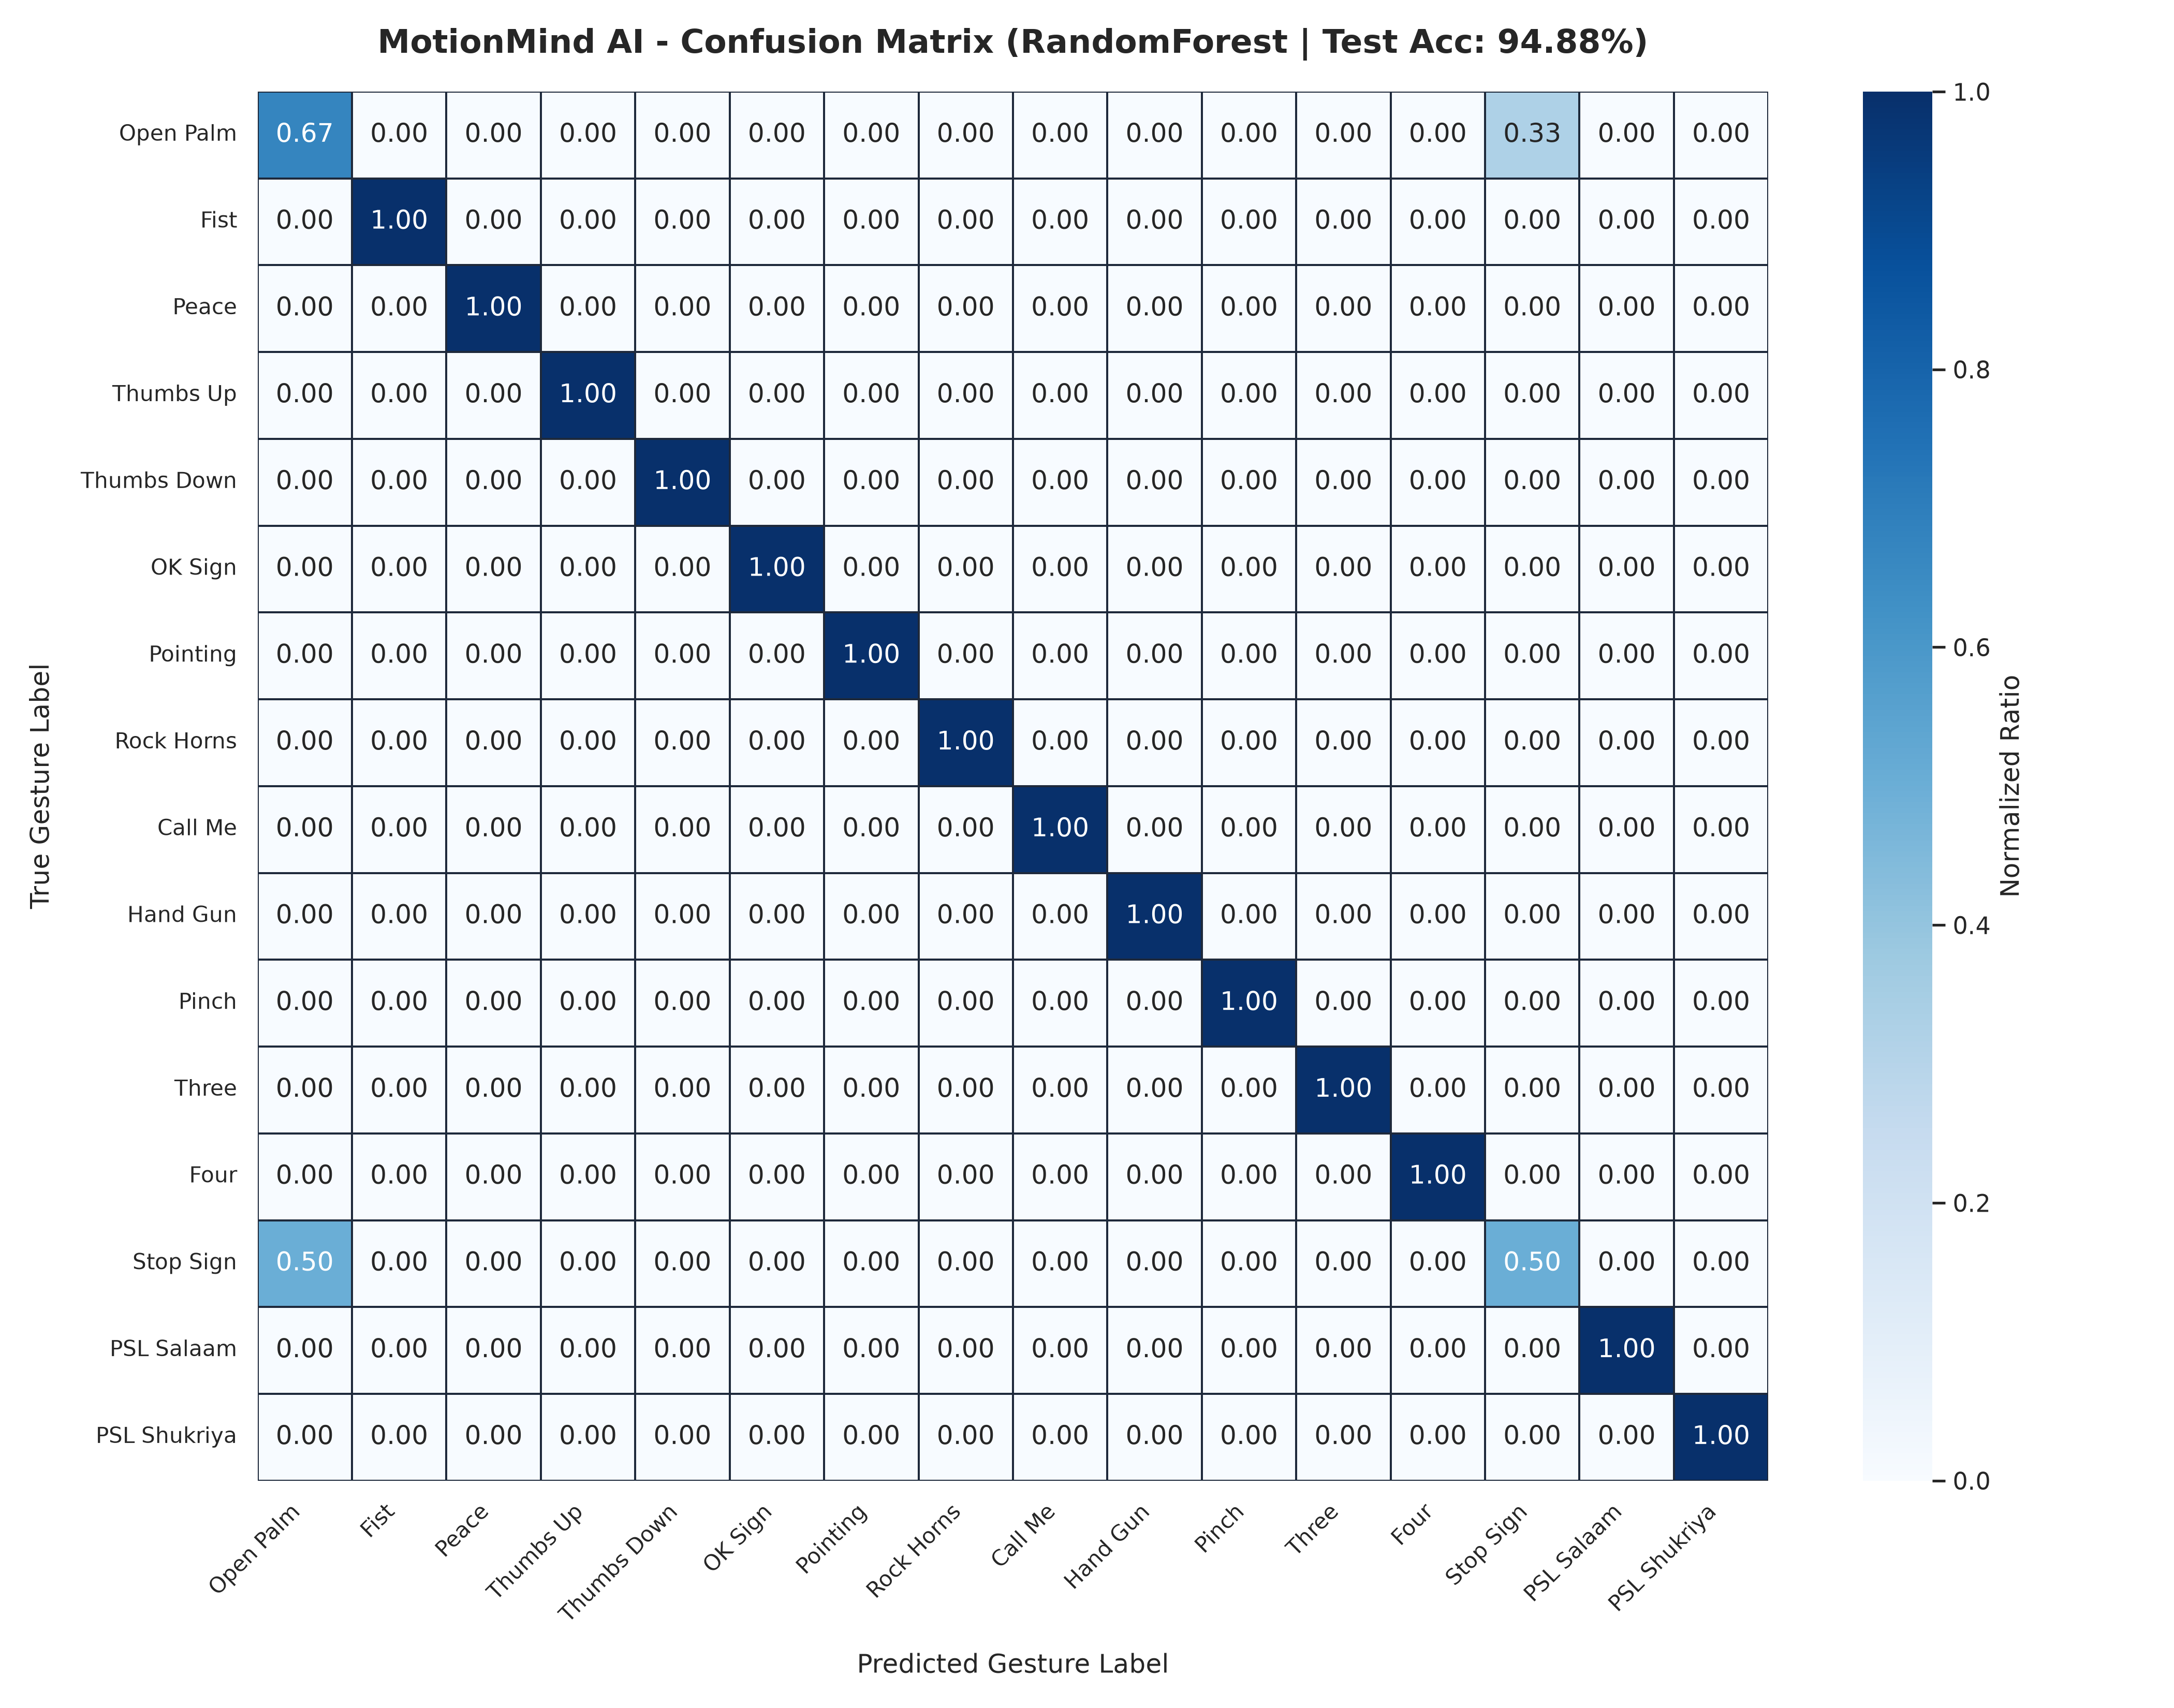 MotionMind AI - Confusion Matrix (RandomForest | Test Acc: 94.88%)
Open Palm 0.67 0.00 0.00 0.00 0.00 0.00 0.00 0.00 0.00 0.00 0.00 0.00 0.00 0.33 0.00 0.00
Fist 0.00 1.00 0.00 0.00 0.00 0.00 0.00 0.00 0.00 0.00 0.00 0.00 0.00 0.00 0.00 0.00
Peace 0.00 0.00 1.00 0.00 0.00 0.00 0.00 0.00 0.00 0.00 0.00 0.00 0.00 0.00 0.00 0.00
Thumbs Up 0.00 0.00 0.00 1.00 0.00 0.00 0.00 0.00 0.00 0.00 0.00 0.00 0.00 0.00 0.00 0.00
Thumbs Down 0.00 0.00 0.00 0.00 1.00 0.00 0.00 0.00 0.00 0.00 0.00 0.00 0.00 0.00 0.00 0.00
OK Sign 0.00 0.00 0.00 0.00 0.00 1.00 0.00 0.00 0.00 0.00 0.00 0.00 0.00 0.00 0.00 0.00
Pointing 0.00 0.00 0.00 0.00 0.00 0.00 1.00 0.00 0.00 0.00 0.00 0.00 0.00 0.00 0.00 0.00
Rock Horns 0.00 0.00 0.00 0.00 0.00 0.00 0.00 1.00 0.00 0.00 0.00 0.00 0.00 0.00 0.00 0.00
Call Me 0.00 0.00 0.00 0.00 0.00 0.00 0.00 0.00 1.00 0.00 0.00 0.00 0.00 0.00 0.00 0.00
Hand Gun 0.00 0.00 0.00 0.00 0.00 0.00 0.00 0.00 0.00 1.00 0.00 0.00 0.00 0.00 0.00 0.00
Pinch 0.00 0.00 0.00 0.00 0.00 0.00 0.00 0.00 0.00 0.00 1.00 0.00 0.00 0.00 0.00 0.00
Three 0.00 0.00 0.00 0.00 0.00 0.00 0.00 0.00 0.00 0.00 0.00 1.00 0.00 0.00 0.00 0.00
Four 0.00 0.00 0.00 0.00 0.00 0.00 0.00 0.00 0.00 0.00 0.00 0.00 1.00 0.00 0.00 0.00
Stop Sign 0.50 0.00 0.00 0.00 0.00 0.00 0.00 0.00 0.00 0.00 0.00 0.00 0.00 0.50 0.00 0.00
PSL Salaam 0.00 0.00 0.00 0.00 0.00 0.00 0.00 0.00 0.00 0.00 0.00 0.00 0.00 0.00 1.00 0.00
PSL Shukriya 0.00 0.00 0.00 0.00 0.00 0.00 0.00 0.00 0.00 0.00 0.00 0.00 0.00 0.00 0.00 1.00
Open Palm Fist Peace Thumbs Up Thumbs Down OK Sign Pointing Rock Horns Call Me Hand Gun Pinch Three Four Stop Sign PSL Salaam PSL Shukriya
Predicted Gesture Label
True Gesture Label
1.0
0.8
0.6
0.4
0.2
0.0
Normalized Ratio